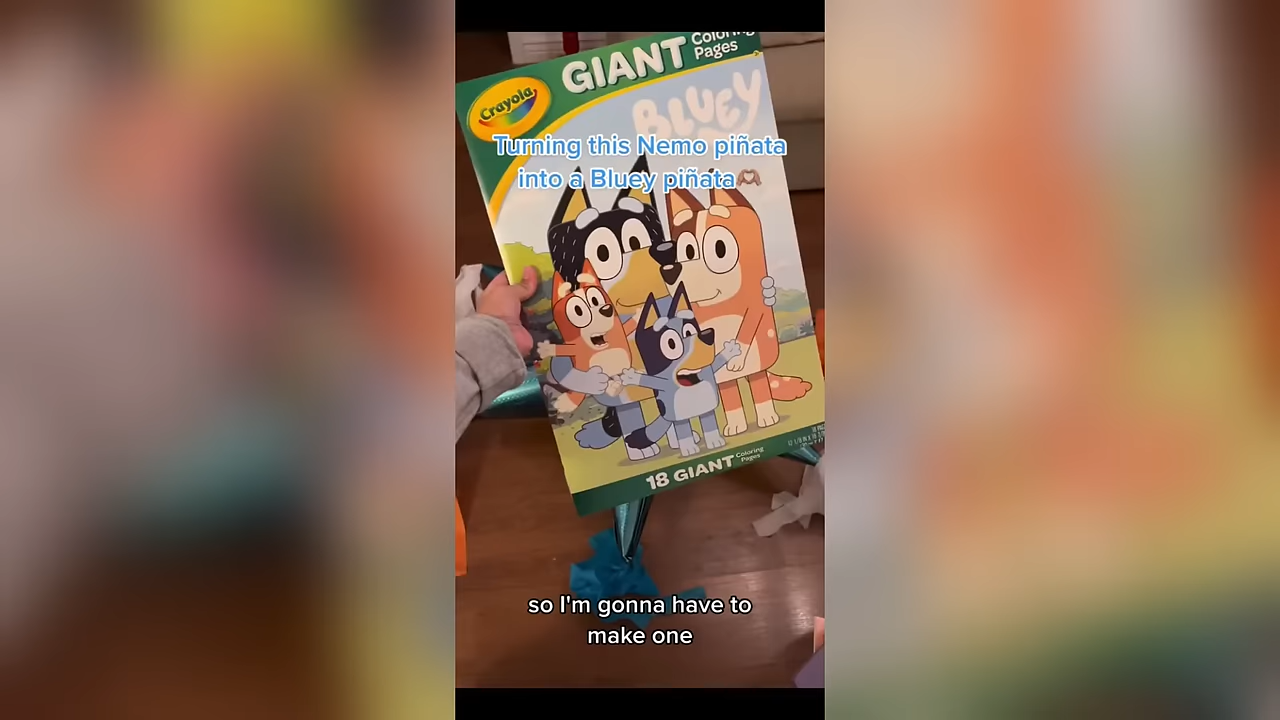 GIANT Coloring
Pages
Crayola
BLUEY
Turning this Nemo piñata
into a Bluey piñata
18 GIANT Coloring
Pages
so I'm gonna have to
make one